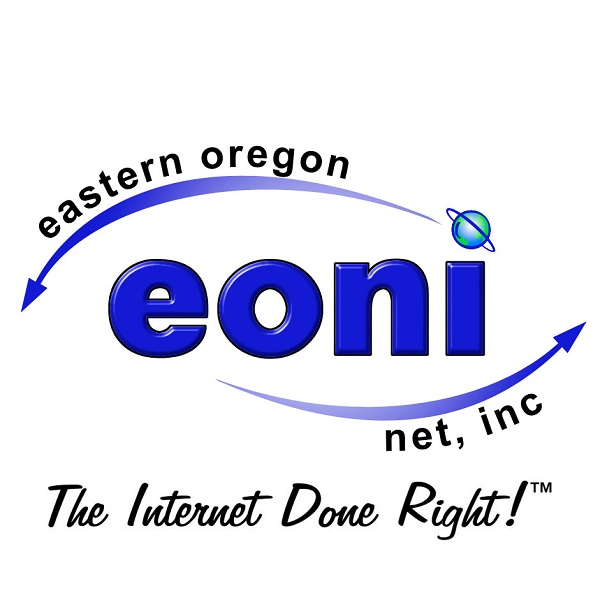 eastern oregon
eoni
net, inc
The Internet Done Right!™